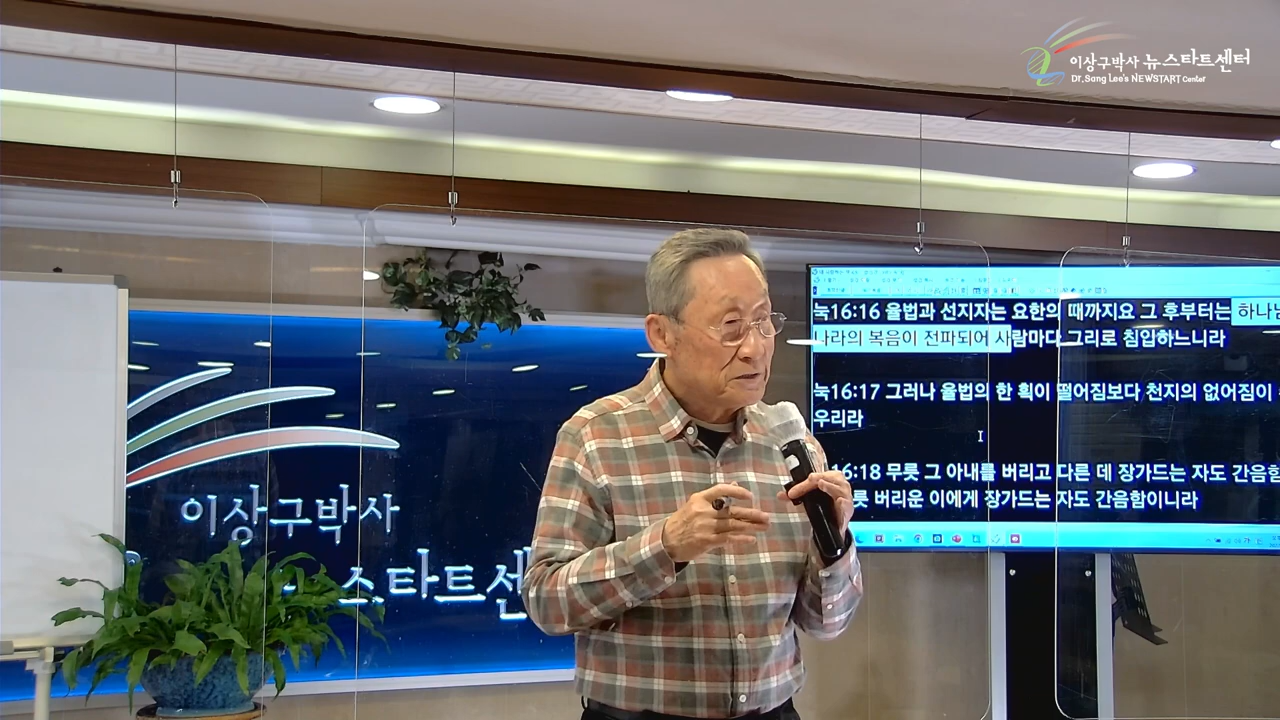 이상구박사 뉴스타트센터
Dr. Sang Lee's NEWSTART Center
눅16:16 율법과 선지자는 요한의 때까지요 그 후부터는 하나님
나라의 복음이 전파되어 사람마다 그리로 침입하느니라
눅16:17 그러나 율법의 한 획이 떨어짐보다 천지의 없어짐이
우리라
16:18 무릇 그 아내를 버리고 다른 데 장가드는 자도 간음함
릇 버리운 이에게 장가드는 자도 간음함이니라
이상구박사
스타트센